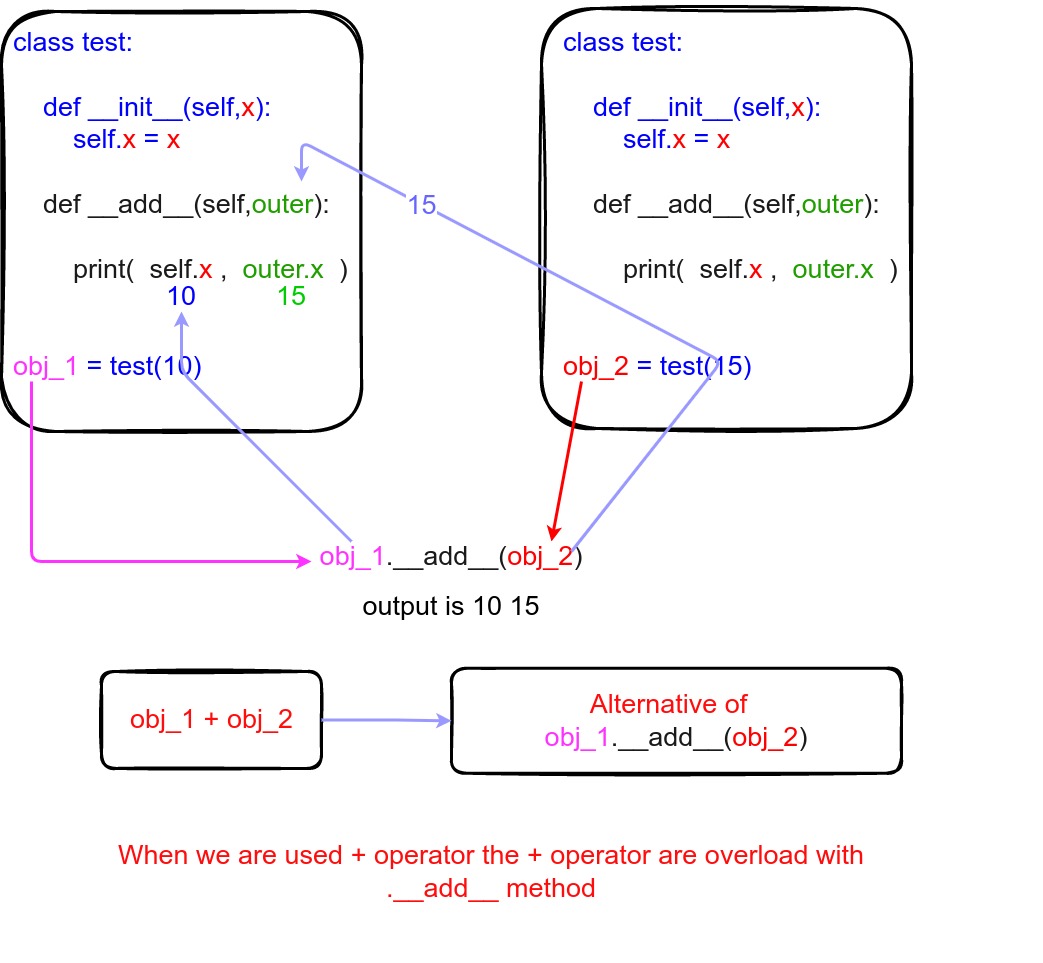 class test:
def __init__(self,x):
self.x = x
def __add__(self,outer):
print( self.x , outer.x )
10 15
obj_1 = test(10)
class test:
def __init__(self,x):
self.x = x
def __add__(self,outer):
print( self.x , outer.x )
obj_2 = test(15)
15
obj_1.__add__(obj_2)
output is 10 15
obj_1 + obj_2
Alternative of
obj_1.__add__(obj_2)
When we are used + operator the + operator are overload with
.__add__ method